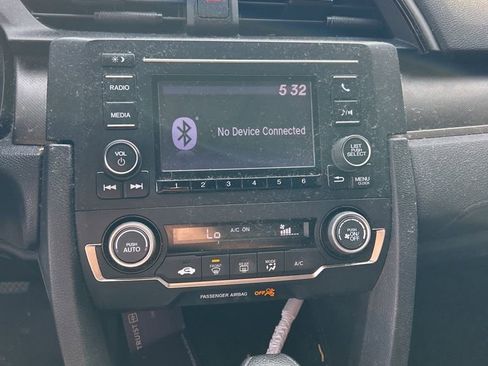 5 32
RADIO
MEDIA
No Device Connected
VOL
LIST
PUSH
SELECT
1 2 3 4 5 6
MENU
CLOCK
PUSH
AUTO
Lo A/C ON
PUSH
ON/
OFF
FRONT
REAR
MODE
A/C
PASSENGER AIRBAG OFF
TRUIST